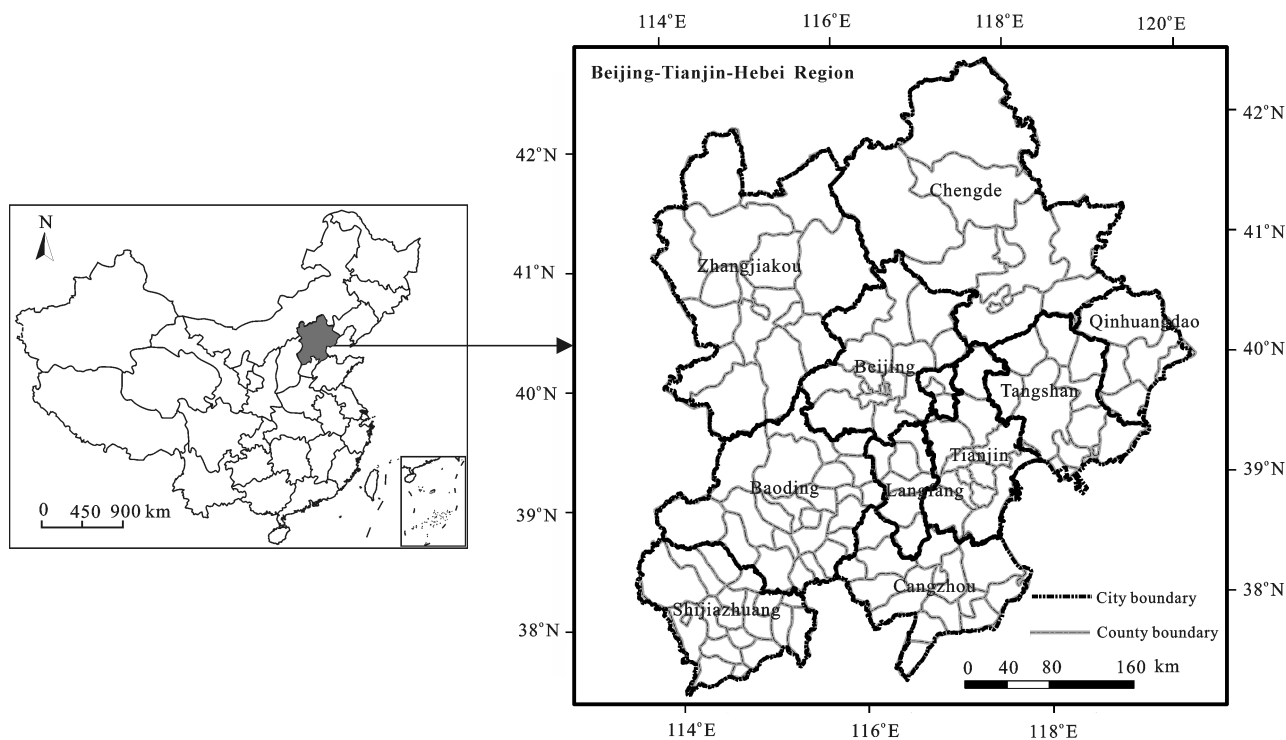 114°E 116°E 118°E 120°E
Beijing-Tianjin-Hebei Region
42°N
42°N
Chengde
N
41°N
Zhangjiakou
41°N
Qinhuangdao
40°N
Beijing
Tangshan
40°N
Tianjin
39°N
Baoding
Langfang
0 450 900 km
39°N
Cangzhou
38°N
City boundary
Shijiazhuang
38°N
County boundary
0 40 80 160 km
114°E 116°E 118°E